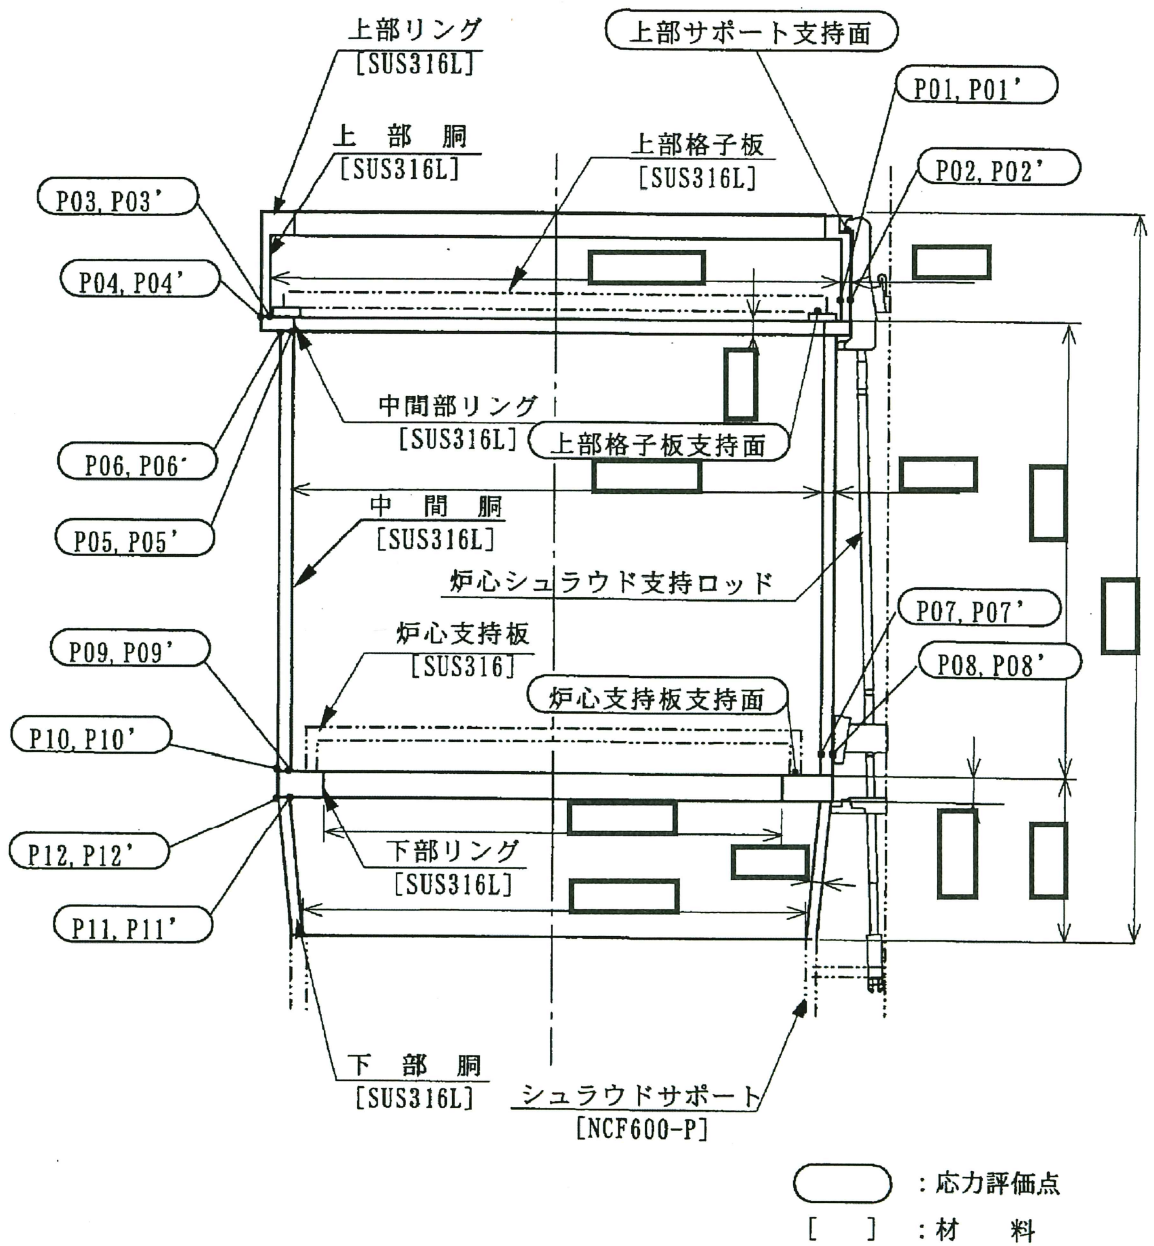 上部リング
[SUS316L]
上部サポート支持面
P01, P01’
上 部 胴
[SUS316L]
上部格子板
[SUS316L]
P02, P02’
P03, P03’
P04, P04’
中間部リング
[SUS316L]
上部格子板支持面
P06, P06’
P05, P05’
中 間 胴
[SUS316L]
炉心シュラウド支持ロッド
P07, P07’
P08, P08’
P09, P09’
炉心支持板
[SUS316]
炉心支持板支持面
P10, P10’
P12, P12’
下部リング
[SUS316L]
P11, P11’
下 部 胴
[SUS316L]
シュラウドサポート
[NCF600-P]
：応力評価点
[ ] ：材 料